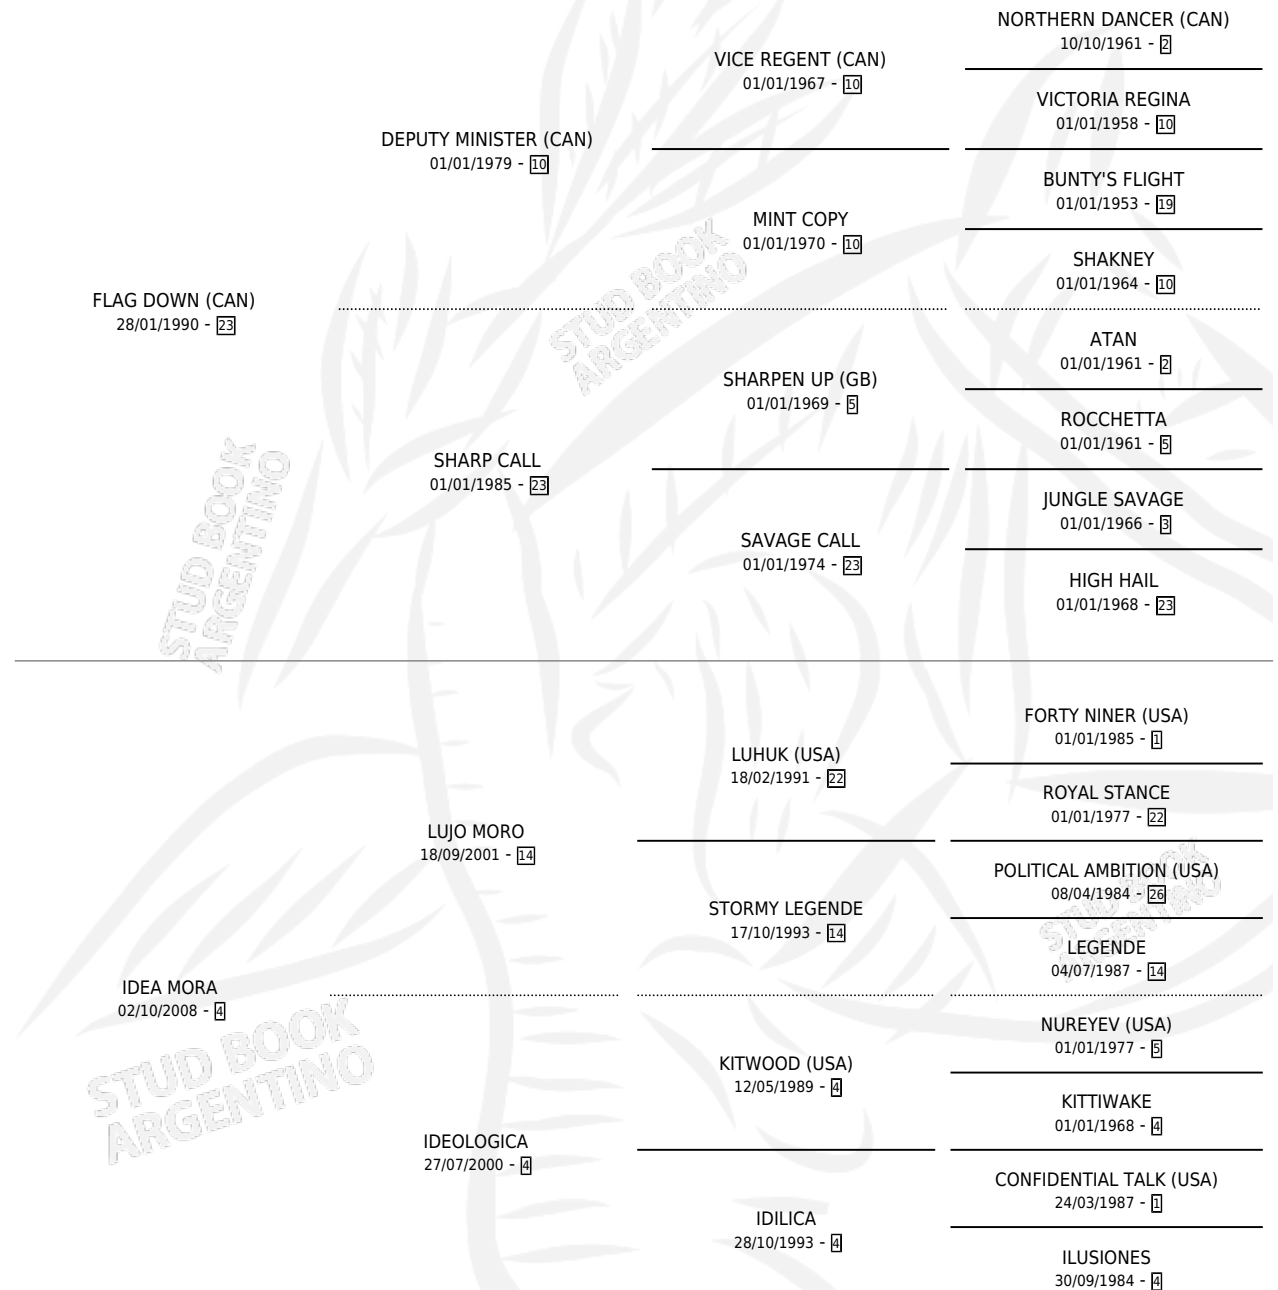 NORTHERN DANCER (CAN)
10/10/1961 - 2
VICE REGENT (CAN)
01/01/1967 - 10
VICTORIA REGINA
01/01/1958 - 10
DEPUTY MINISTER (CAN)
01/01/1979 - 10
BUNTY'S FLIGHT
01/01/1953 - 19
MINT COPY
01/01/1970 - 10
SHAKNEY
01/01/1964 - 10
FLAG DOWN (CAN)
28/01/1990 - 23
STUD BOOK
ARGENTINO
ATAN
01/01/1961 - 2
SHARPEN UP (GB)
01/01/1969 - 5
ROCCHETTA
01/01/1961 - 5
SHARP CALL
01/01/1985 - 23
JUNGLE SAVAGE
01/01/1966 - 3
SAVAGE CALL
01/01/1974 - 23
HIGH HAIL
01/01/1968 - 23
STUD BOOK
ARGENTINO
FORTY NINER (USA)
01/01/1985 - 1
LUHUK (USA)
18/02/1991 - 22
ROYAL STANCE
01/01/1977 - 22
LUJO MORO
18/09/2001 - 14
POLITICAL AMBITION (USA)
08/04/1984 - 26
STORMY LEGENDE
17/10/1993 - 14
LEGENDE
04/07/1987 - 14
STUD BOOK
ARGENTINO
IDEA MORA
02/10/2008 - 4
STUD BOOK
ARGENTINO
NUREYEV (USA)
01/01/1977 - 5
KITWOOD (USA)
12/05/1989 - 4
KITTIWAKE
01/01/1968 - 4
IDEOLOGICA
27/07/2000 - 4
CONFIDENTIAL TALK (USA)
24/03/1987 - 1
IDILICA
28/10/1993 - 4
ILUSIONES
30/09/1984 - 4